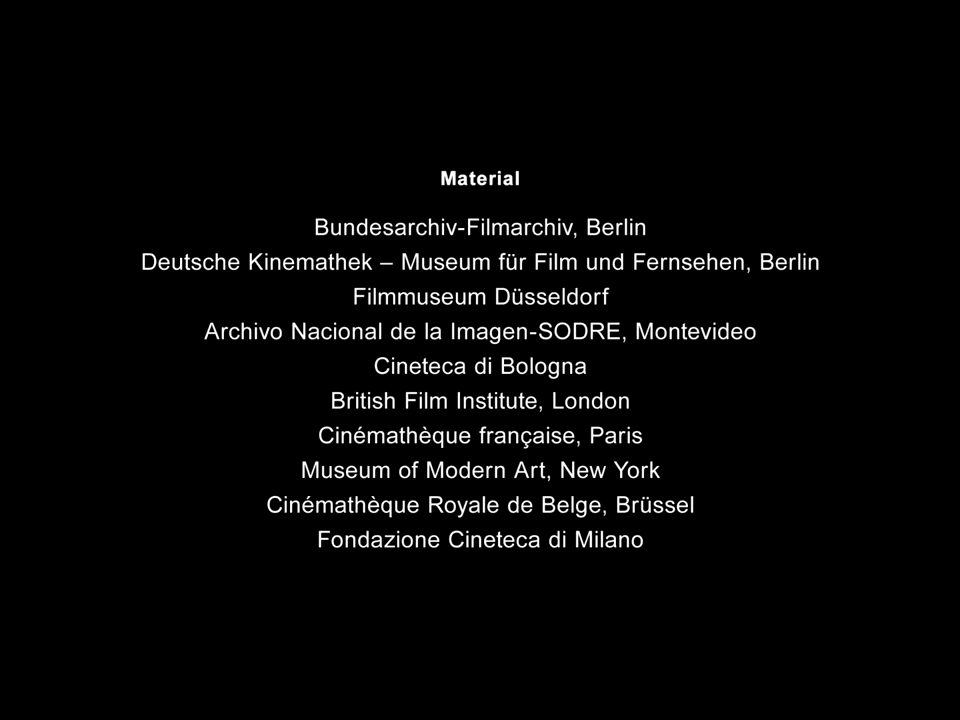 Material
Bundesarchiv-Filmarchiv, Berlin
Deutsche Kinemathek – Museum für Film und Fernsehen, Berlin
Filmmuseum Düsseldorf
Archivo Nacional de la Imagen-SODRE, Montevideo
Cineteca di Bologna
British Film Institute, London
Cinémathèque française, Paris
Museum of Modern Art, New York
Cinémathèque Royale de Belge, Brüssel
Fondazione Cineteca di Milano